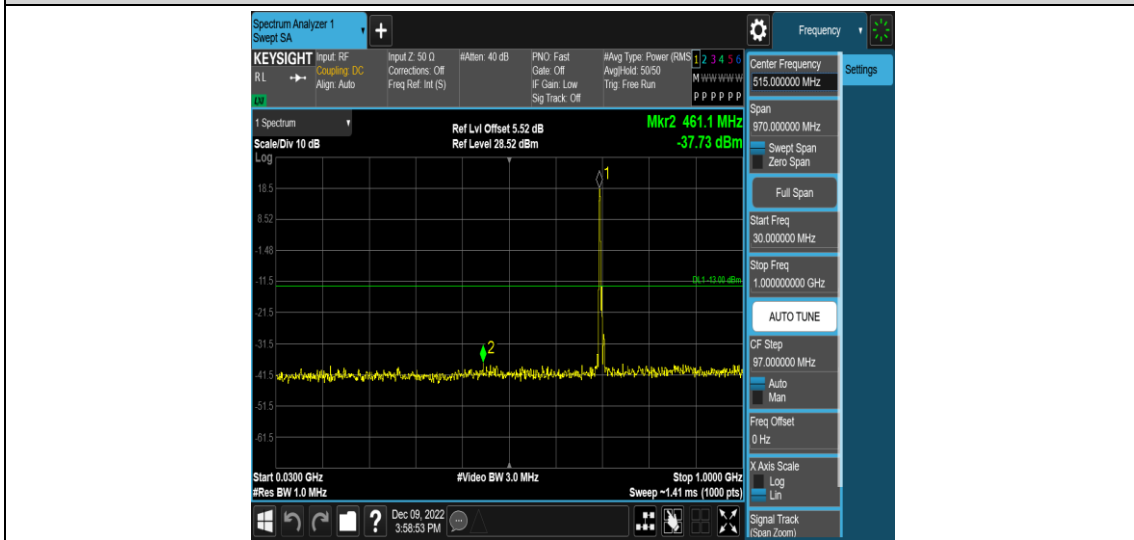 Spectrum Analyzer 1
Swept SA
+
Frequency
KEYSIGHT
RL
Input: RF
Coupling: DC
Align: Auto
Input Z: 50 Ω
Corrections: Off
Freq Ref: Int (S)
#Atten: 40 dB
PNO: Fast
Gate: Off
IF Gain: Low
Sig Track: Off
#Avg Type: Power (RMS
Avg|Hold: 50/50
Trig: Free Run
1 2 3 4 5 6
M W W W W W
P P P P P P
1 Spectrum
Scale/Div 10 dB
Log
Ref Lvl Offset 5.52 dB
Ref Level 28.52 dBm
Mkr2 461.1 MHz
-37.73 dBm
1
18.5
8.52
-1.48
-11.5
DL1 -13.00 dBm
-21.5
-31.5
2
-41.5
-51.5
-61.5
Start 0.0300 GHz
#Res BW 1.0 MHz
#Video BW 3.0 MHz
Stop 1.0000 GHz
Sweep ~1.41 ms (1000 pts)
Dec 09, 2022
3:58:53 PM
Center Frequency
515.000000 MHz
Settings
Span
970.000000 MHz
Swept Span
Zero Span
Full Span
Start Freq
30.000000 MHz
Stop Freq
1.000000000 GHz
AUTO TUNE
CF Step
97.000000 MHz
Auto
Man
Freq Offset
0 Hz
X Axis Scale
Log
Lin
Signal Track
(Span Zoom)